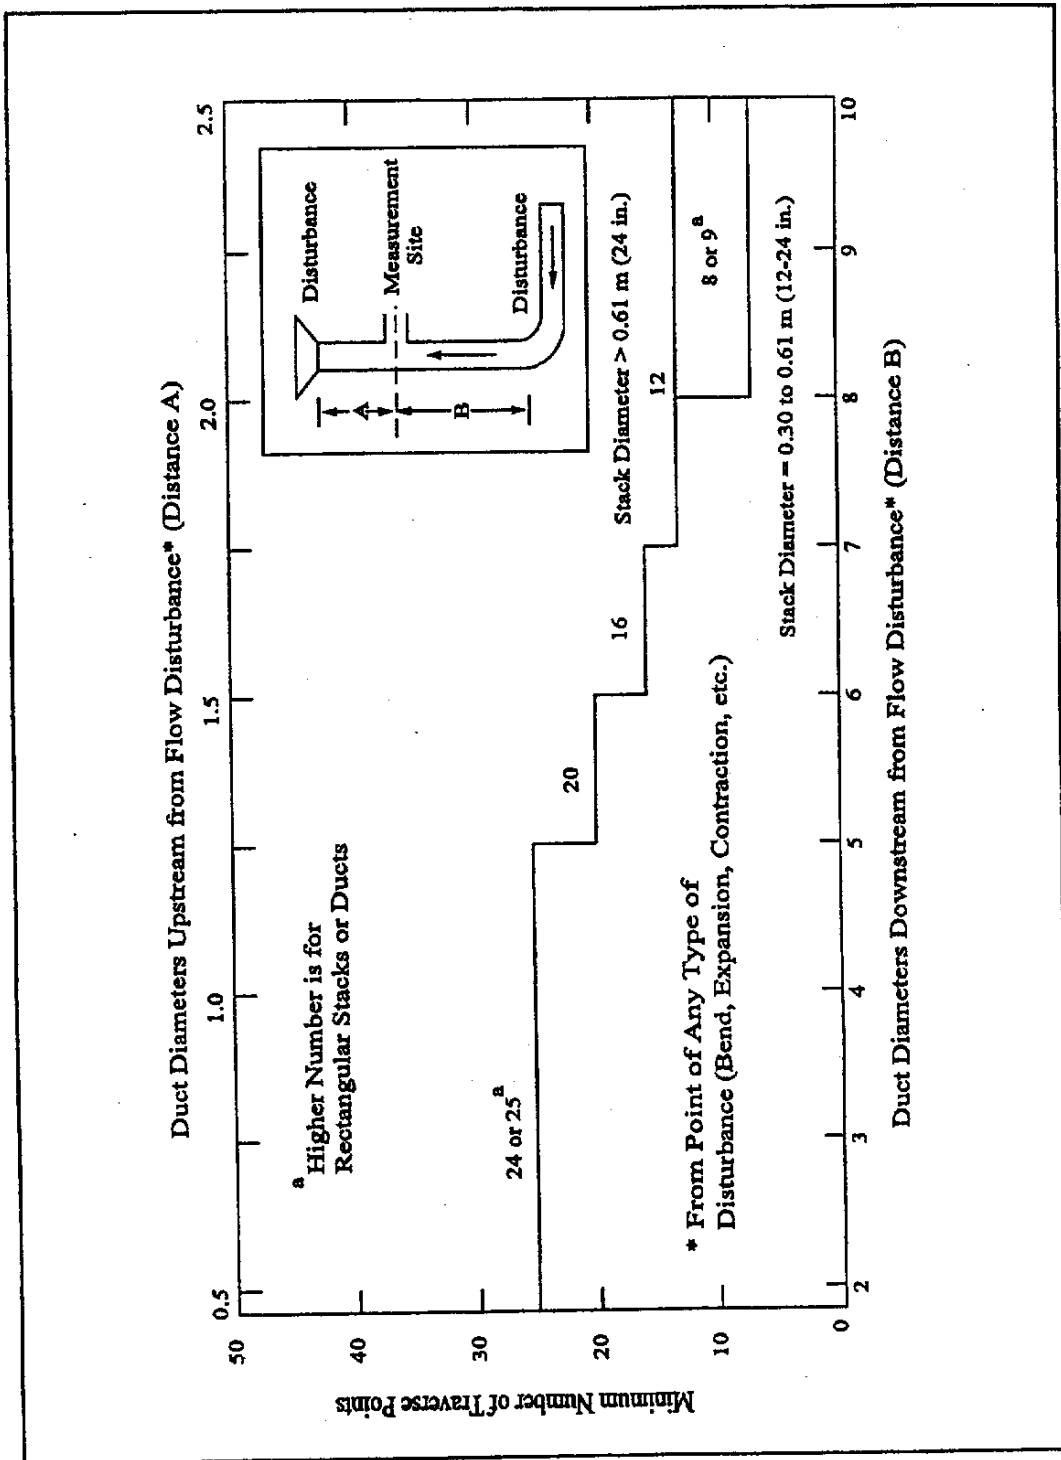 Duct Diameters Upstream from Flow Disturbance* (Distance A)
0.5
1.0
1.5
2.0
2.5
50
40
30
20
10
0
Minimum Number of Traverse Points
a Higher Number is for
Rectangular Stacks or Ducts
Disturbance
A
Measurement
Site
B
Disturbance
24 or 25 a
20
16
Stack Diameter > 0.61 m (24 in.)
12
8 or 9 a
* From Point of Any Type of
Disturbance (Bend, Expansion, Contraction, etc.)
Stack Diameter = 0.30 to 0.61 m (12-24 in.)
2
3
4
5
6
7
8
9
10
Duct Diameters Downstream from Flow Disturbance* (Distance B)